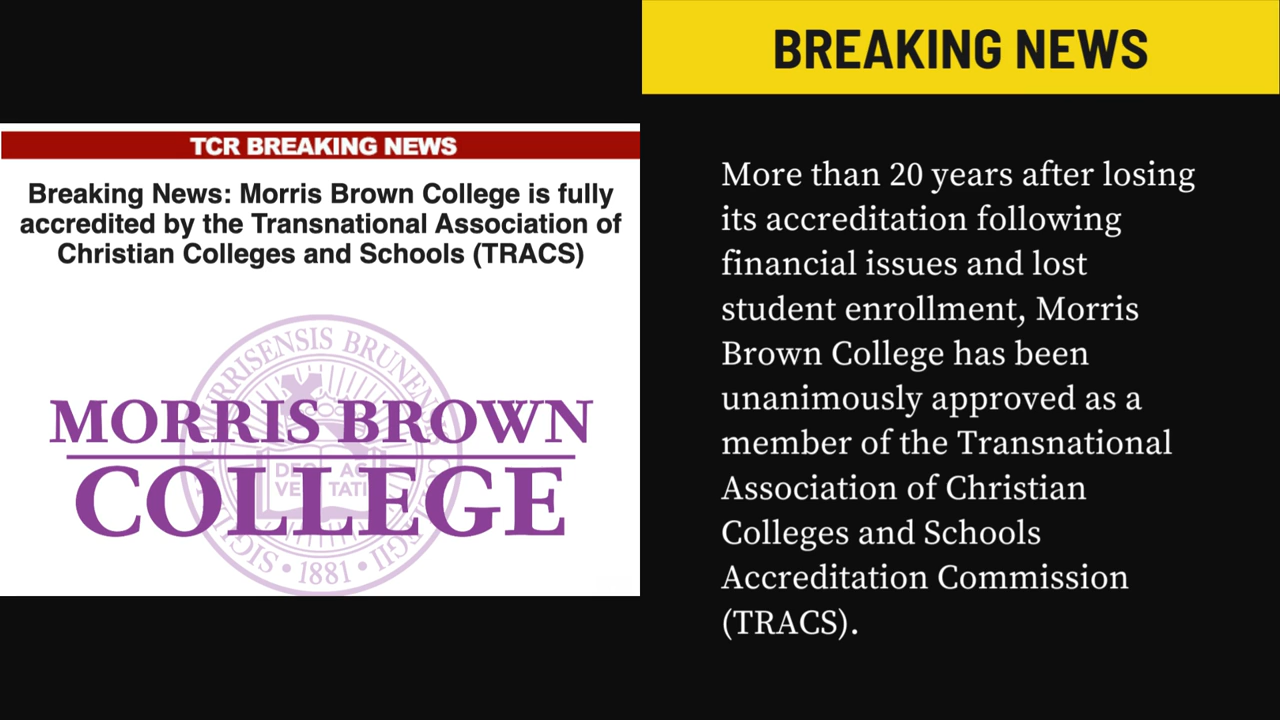 TCR BREAKING NEWS
Breaking News: Morris Brown College is fully
accredited by the Transnational Association of
Christian Colleges and Schools (TRACS)
MORRIS BROWN
COLLEGE
DEO AC
VERITATI
• 1881 •
BREAKING NEWS
More than 20 years after losing
its accreditation following
financial issues and lost
student enrollment, Morris
Brown College has been
unanimously approved as a
member of the Transnational
Association of Christian
Colleges and Schools
Accreditation Commission
(TRACS).